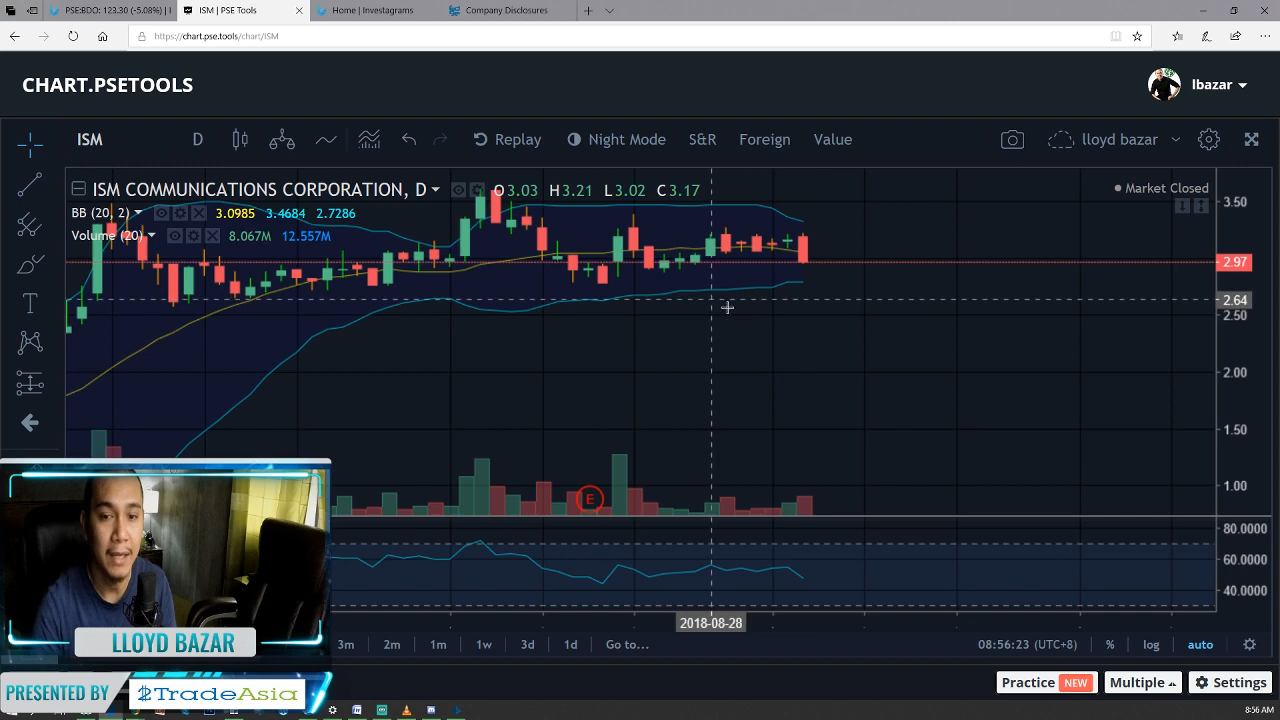 PSE:BDO: 123.30 (-5.08%) | I
ISM | PSE Tools
Home | Investagrams
Company Disclosures
https://chart.pse.tools/chart/ISM
CHART.PSETOOLS
lbazar
ISM
D
Replay
Night Mode
S&R
Foreign
Value
lloyd bazar
ISM COMMUNICATIONS CORPORATION, D
O 3.03 H 3.21 L 3.02 C 3.17
Market Closed
BB (20, 2)
3.0985 3.4684 2.7286
Volume (20)
8.067M 12.557M
3.50
2.97
2.64
2.50
2.00
1.50
1.00
80.0000
60.0000
40.0000
E
2018-08-28
3m 2m 1m 1w 3d 1d Go to...
08:56:23 (UTC+8)
%
log
auto
LLOYD BAZAR
PRESENTED BY
$TradeAsia
Practice NEW
Multiple
Settings
8:56 AM